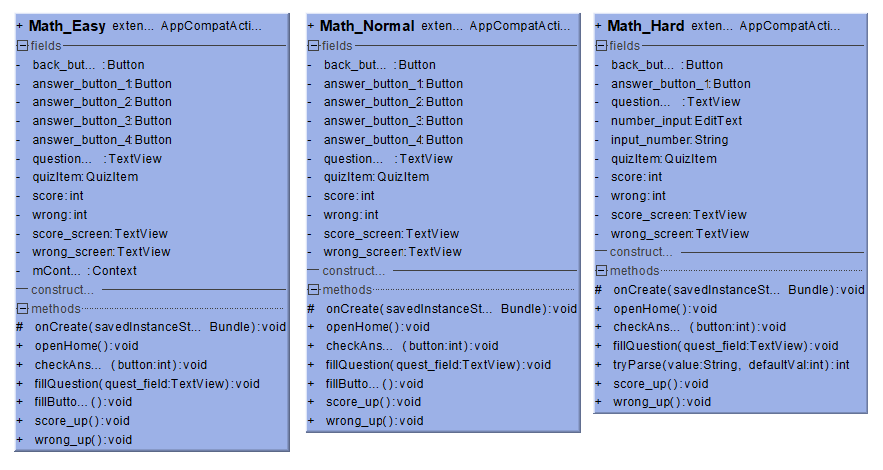 + Math_Easy exten... AppCompatActi...
fields
- back_but... : Button
- answer_button_1: Button
- answer_button_2: Button
- answer_button_3: Button
- answer_button_4: Button
- question... : TextView
- quizItem: QuizItem
- score: int
- wrong: int
- score_screen: TextView
- wrong_screen: TextView
- mCont... : Context
construct...
methods
# onCreate(savedInstanceSt... Bundle): void
+ openHome(): void
+ checkAns... (button:int): void
+ fillQuestion(quest_field:TextView): void
+ fillButto... (): void
+ score_up(): void
+ wrong_up(): void
+ Math_Normal exten... AppCompatActi...
fields
- back_but... : Button
- answer_button_1: Button
- answer_button_2: Button
- answer_button_3: Button
- answer_button_4: Button
- question... : TextView
- quizItem: QuizItem
- score: int
- wrong: int
- score_screen: TextView
- wrong_screen: TextView
construct...
methods
# onCreate(savedInstanceSt... Bundle): void
+ openHome(): void
+ checkAns... (button:int): void
+ fillQuestion(quest_field:TextView): void
+ fillButto... (): void
+ score_up(): void
+ wrong_up(): void
+ Math_Hard exten... AppCompatActi...
fields
- back_but... : Button
- answer_button_1: Button
- question... : TextView
- number_input: EditText
- input_number: String
- quizItem: QuizItem
- score: int
- wrong: int
- score_screen: TextView
- wrong_screen: TextView
construct...
methods
# onCreate(savedInstanceSt... Bundle): void
+ openHome(): void
+ checkAns... (button:int): void
+ fillQuestion(quest_field:TextView): void
+ tryParse(value:String, defaultVal:int): int
+ score_up(): void
+ wrong_up(): void